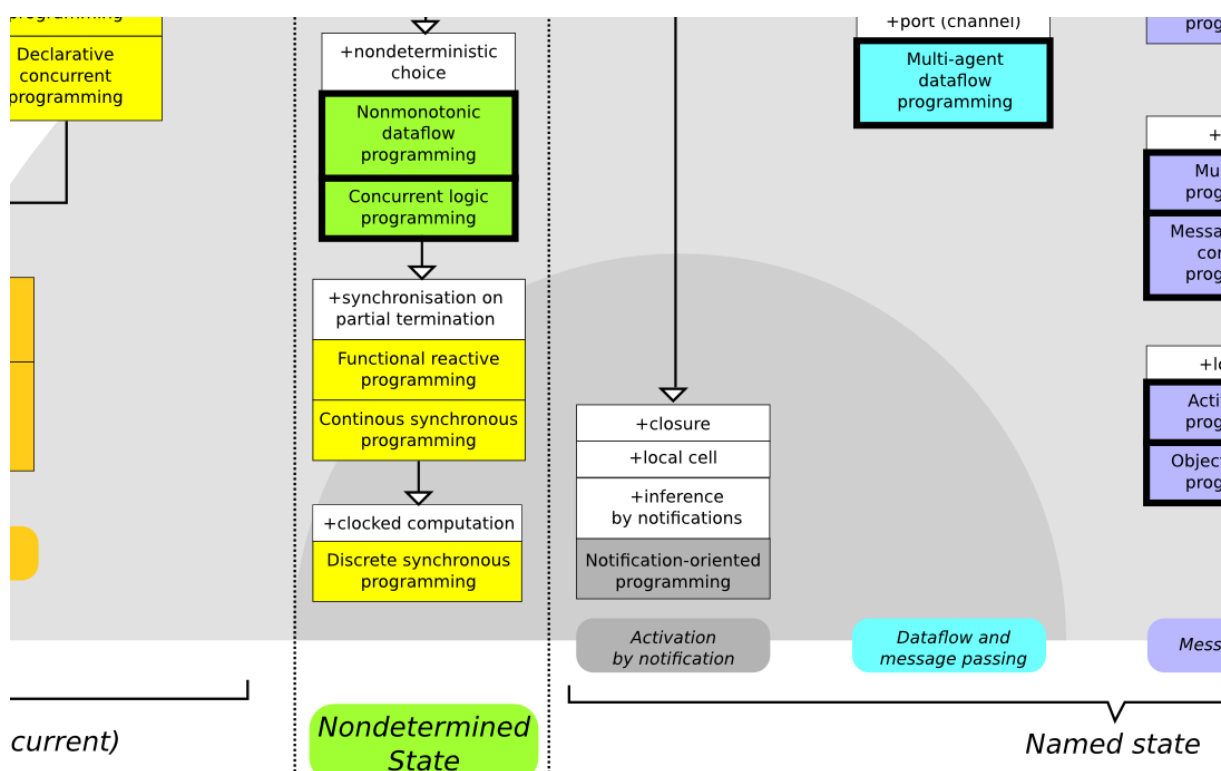 programming
Declarative
concurrent
programming
+nondeterministic
choice
Nonmonotonic
dataflow
programming
Concurrent logic
programming
+synchronisation on
partial termination
Functional reactive
programming
Continous synchronous
programming
+clocked computation
Discrete synchronous
programming
Nondetermined
State
+closure
+local cell
+inference
by notifications
Notification-oriented
programming
Activation
by notification
+port (channel)
Multi-agent
dataflow
programming
Dataflow and
message passing
Named state
current)